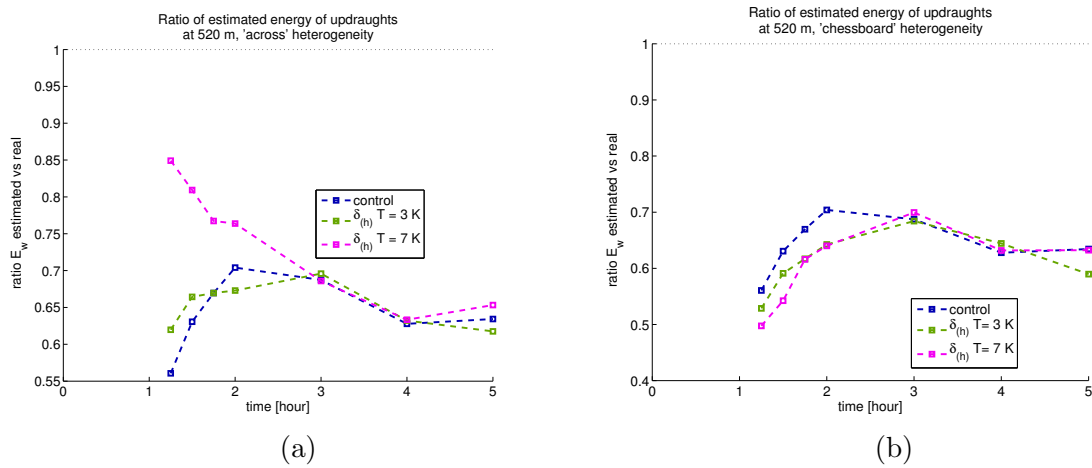 Ratio of estimated energy of updraughts
at 520 m, 'across' heterogeneity
1
0.95
0.9
0.85
0.8
0.75
0.7
0.65
0.6
0.55
ratio E_w estimated vs real
control
δ_(h) T = 3 K
δ_(h) T = 7 K
0 1 2 3 4 5
time [hour]
(a)
Ratio of estimated energy of updraughts
at 520 m, 'chessboard' heterogeneity
1
0.9
0.8
0.7
0.6
0.5
0.4
ratio E_w estimated vs real
control
δ_(h) T= 3 K
δ_(h) T= 7 K
0 1 2 3 4 5
time [hour]
(b)